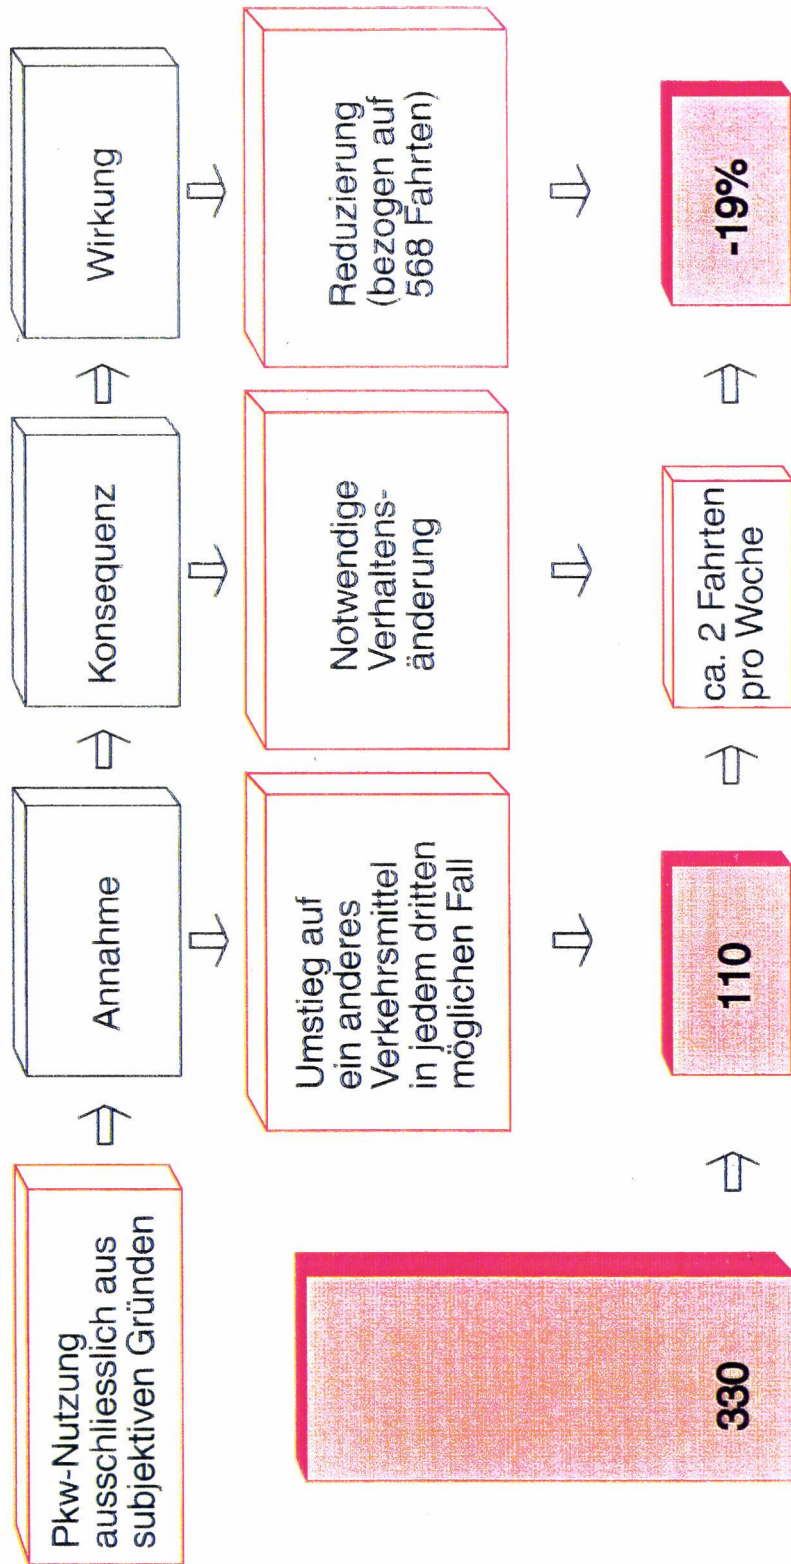 Pkw-Nutzung
ausschliesslich aus
subjektiven Gründen
Annahme
Konsequenz
Wirkung
Umstieg auf
ein anderes
Verkehrsmittel
in jedem dritten
möglichen Fall
Notwendige
Verhaltens-
änderung
Reduzierung
(bezogen auf
568 Fahrten)
330
110
ca. 2 Fahrten
pro Woche
-19%